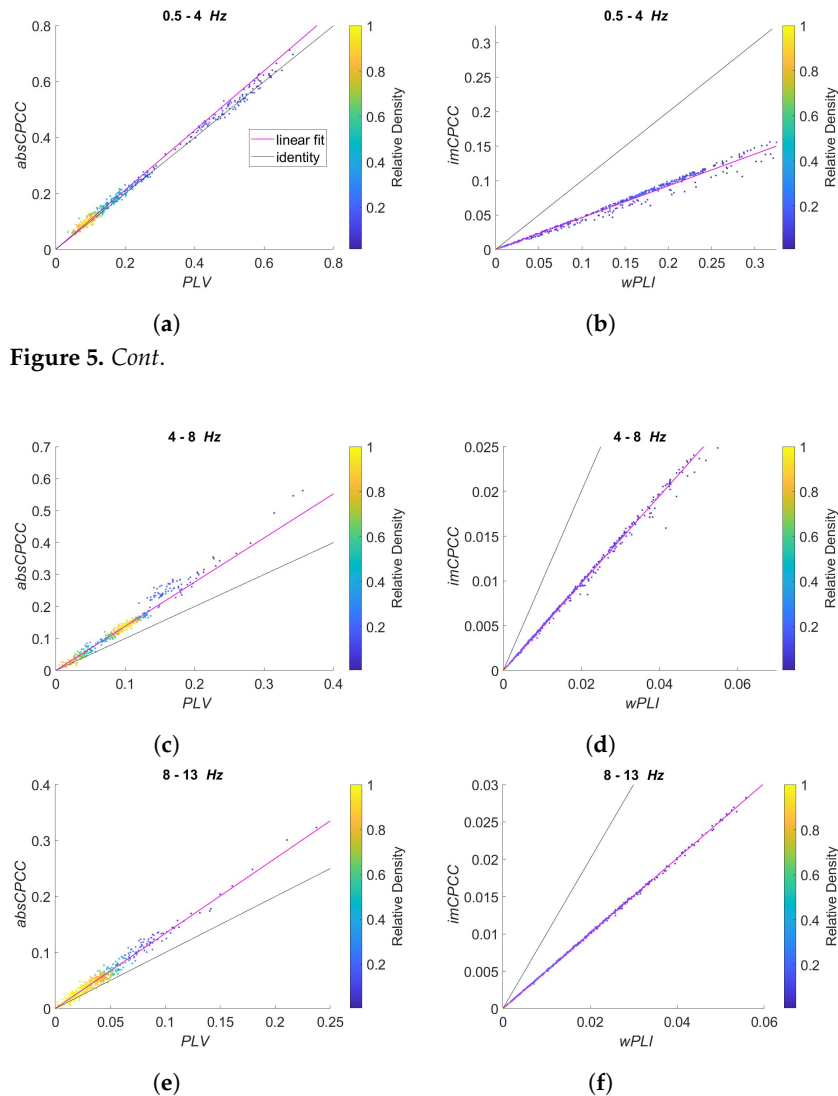 0.5 - 4 Hz
absCPCC
0.8
0.6
0.4
0.2
0
0 0.2 0.4 0.6 0.8
PLV
linear fit
identity
1
0.8
0.6
0.4
0.2
Relative Density
(a)
0.5 - 4 Hz
imCPCC
0.3
0.25
0.2
0.15
0.1
0.05
0
0 0.05 0.1 0.15 0.2 0.25 0.3
wPLI
1
0.8
0.6
0.4
0.2
Relative Density
(b)
Figure 5. Cont.
4 - 8 Hz
absCPCC
0.7
0.6
0.5
0.4
0.3
0.2
0.1
0
0 0.1 0.2 0.3 0.4
PLV
1
0.8
0.6
0.4
0.2
Relative Density
(c)
4 - 8 Hz
imCPCC
0.025
0.02
0.015
0.01
0.005
0
0 0.02 0.04 0.06
wPLI
1
0.8
0.6
0.4
0.2
Relative Density
(d)
8 - 13 Hz
absCPCC
0.4
0.3
0.2
0.1
0
0 0.05 0.1 0.15 0.2 0.25
PLV
1
0.8
0.6
0.4
0.2
Relative Density
(e)
8 - 13 Hz
imCPCC
0.03
0.025
0.02
0.015
0.01
0.005
0
0 0.02 0.04 0.06
wPLI
1
0.8
0.6
0.4
0.2
Relative Density
(f)